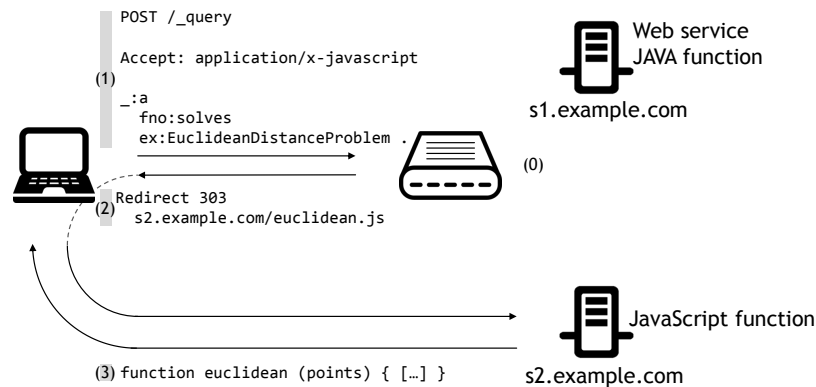 POST /_query
Accept: application/x-javascript
(1)
_:a
fno:solves
ex:EuclideanDistanceProblem .
Web service
JAVA function
s1.example.com
(0)
(2) Redirect 303
s2.example.com/euclidean.js
JavaScript function
s2.example.com
(3) function euclidean (points) { […] }